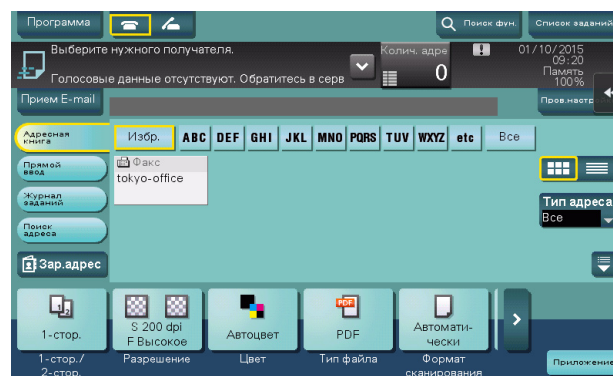 Программа
Поиск фун.
Список заданий
Выберите нужного получателя.
Колич. адре
0
01/10/2015
09:20
Память
100%
Голосовые данные отсутствуют. Обратитесь в серв
Прием E-mail
Пров.настр
Адресная
книга
Избр.
ABC
DEF
GHI
JKL
MNO
PQRS
TUV
WXYZ
etc
Все
Прямой
ввод
Факс
tokyo-office
Журнал
заданий
Тип адреса
Все
Поиск
адреса
Зар.адрес
1-стор.
S 200 dpi
F Высокое
Автоцвет
PDF
PDF
Автомати-
чески
1-стор./
2-стор.
Разрешение
Цвет
Тип файла
Формат
сканирования
Приложение